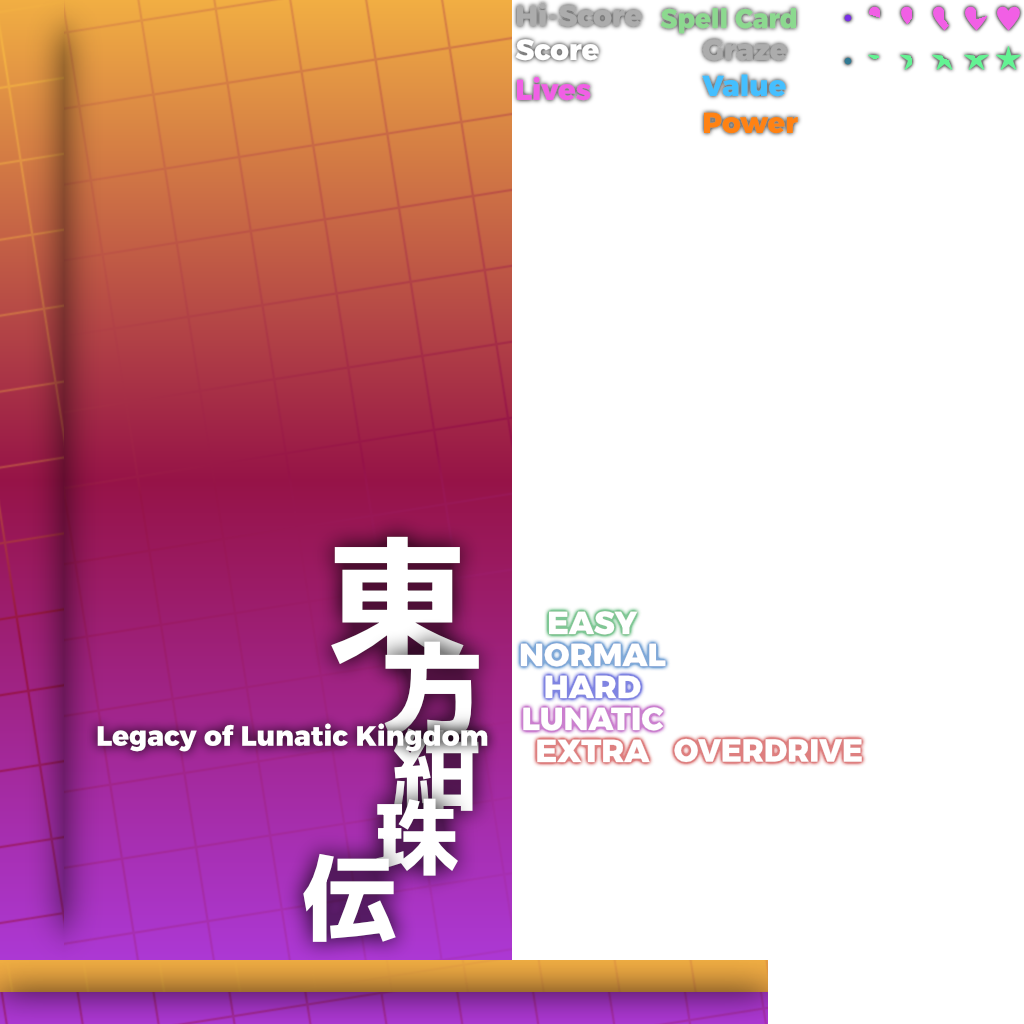 Hi-Score
Spell Card
Score
Graze
Lives
Value
Power
東方紺珠伝
Legacy of Lunatic Kingdom
EASY
NORMAL
HARD
LUNATIC
EXTRA
OVERDRIVE